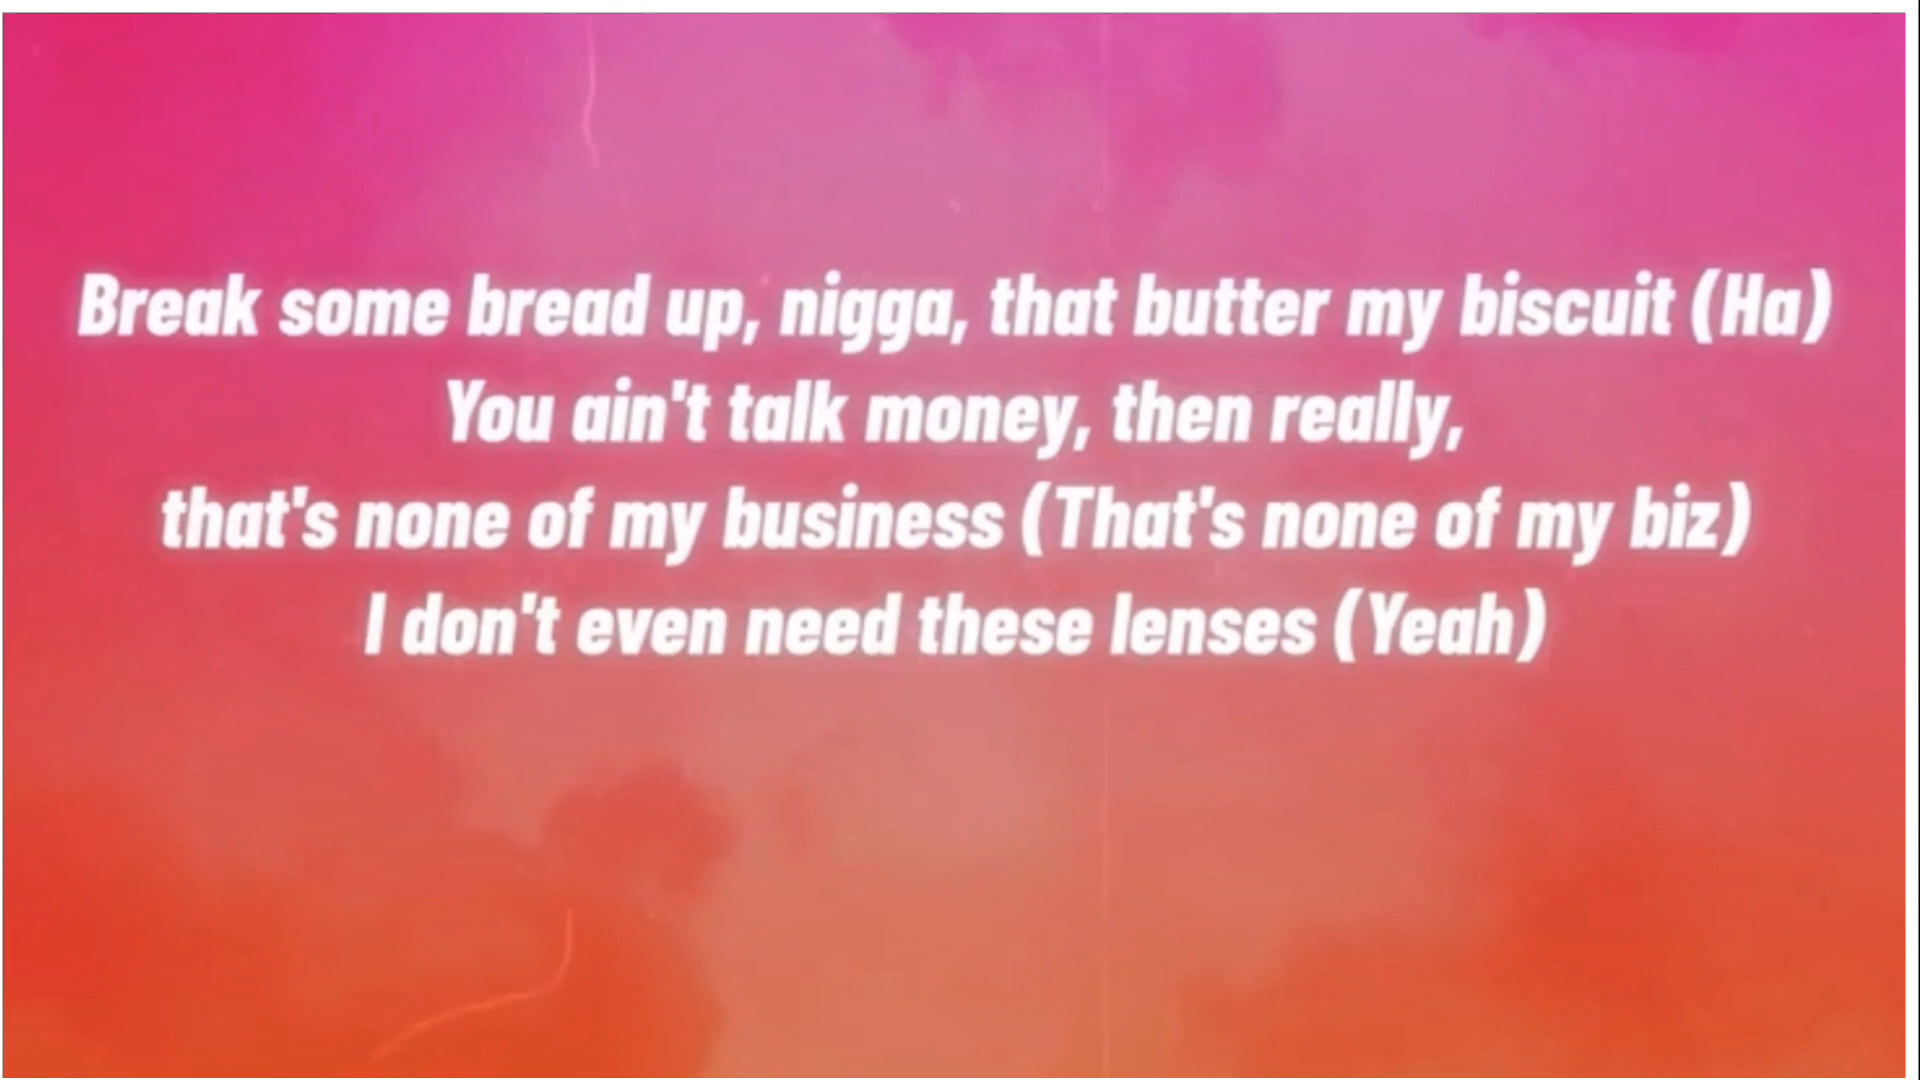 Break some bread up, nigga, that butter my biscuit (Ha)
You ain't talk money, then really,
that's none of my business (That's none of my biz)
I don't even need these lenses (Yeah)